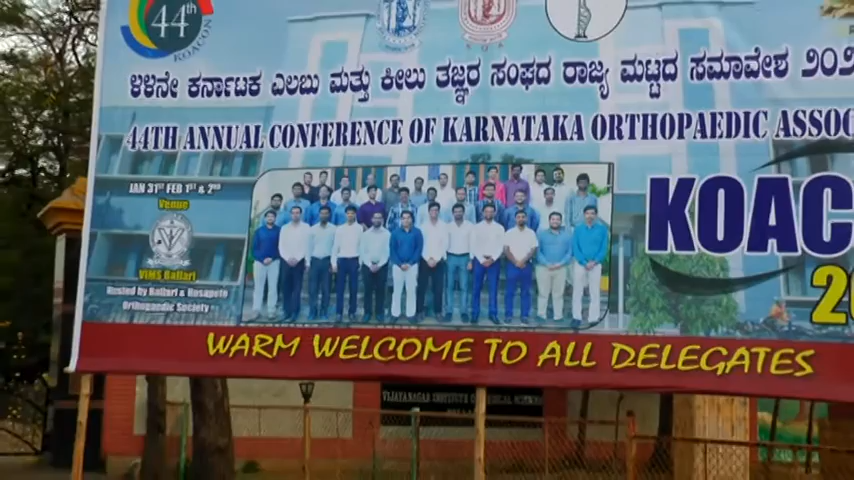 44th
KOACON
೪೪ನೇ ಕರ್ನಾಟಕ ಎಲಬು ಮತ್ತು ಕೀಲು ತಜ್ಞರ ಸಂಘದ ರಾಜ್ಯ ಮಟ್ಟದ ಸಮಾವೇಶ
44TH ANNUAL CONFERENCE OF KARNATAKA ORTHOPAEDIC
JAN 31ST FEB 1st & 2nd
Venue
VIMS Ballari
Hosted by Ballari & Hosapete
Orthopaedic Society
KOAC
WARM WELCOME TO ALL DELEGATES
VIJAYANAGAR INSTITUTE OF MEDICAL SCIENCES